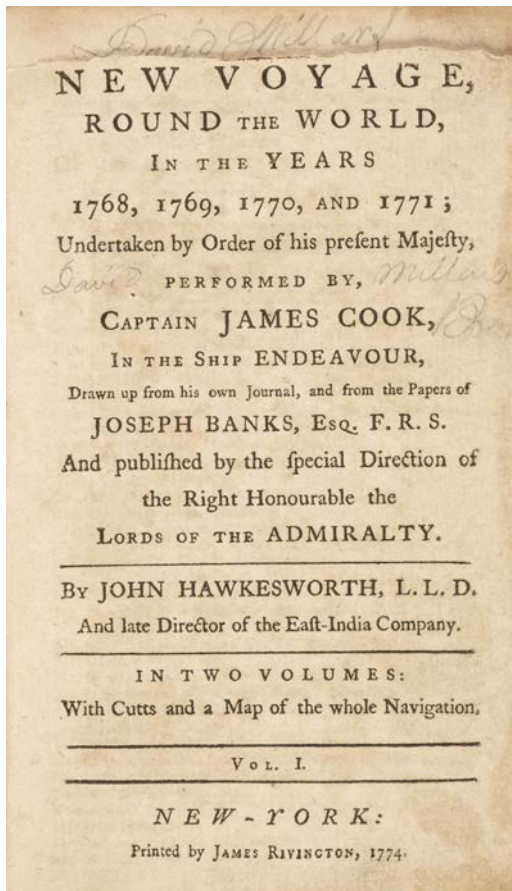 David Millard
NEW VOYAGE,
ROUND THE WORLD,
IN THE YEARS
1768, 1769, 1770, AND 1771;
Undertaken by Order of his preſent Majeſty,
David Millard
PERFORMED BY,
CAPTAIN JAMES COOK,
IN THE SHIP ENDEAVOUR,
Drawn up from his own Journal, and from the Papers of
JOSEPH BANKS, ESQ. F. R. S.
And publiſhed by the ſpecial Direction of
the Right Honourable the
LORDS OF THE ADMIRALTY.
BY JOHN HAWKESWORTH, L. L. D.
And late Director of the Eaſt-India Company.
IN TWO VOLUMES:
With Cutts and a Map of the whole Navigation.
VOL. I.
NEW-YORK:
Printed by JAMES RIVINGTON, 1774.